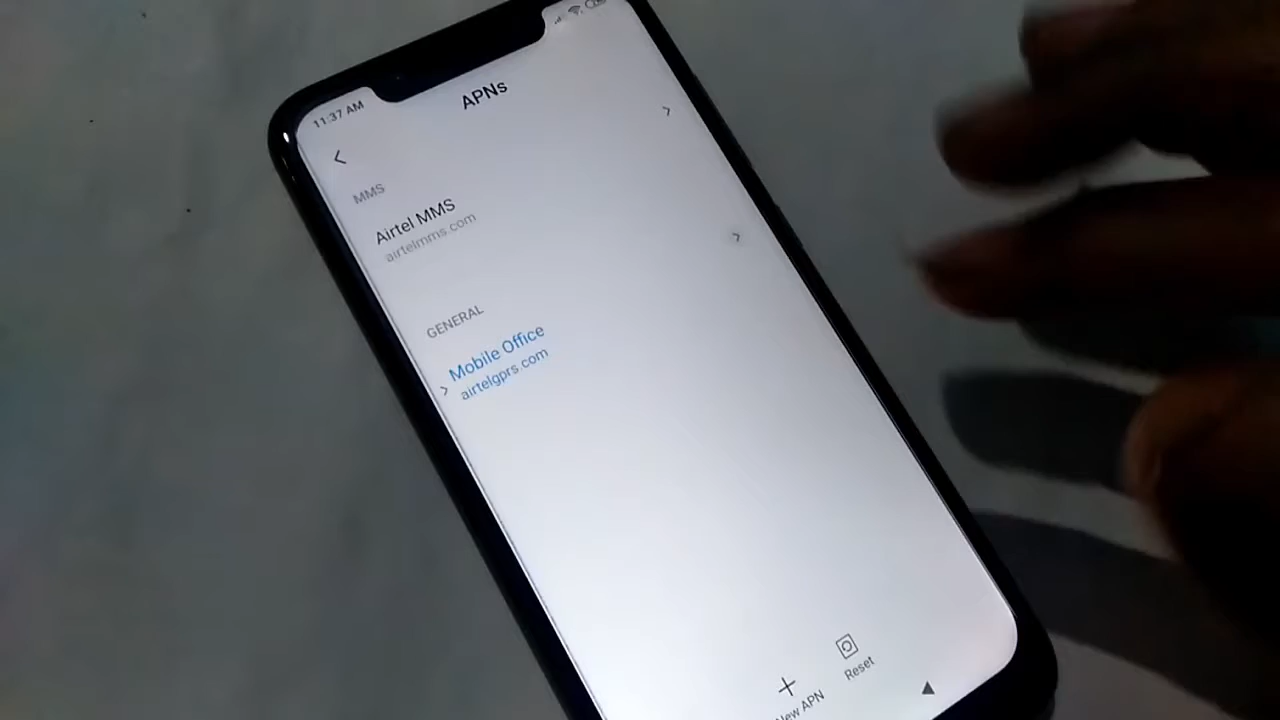 11:37 AM
APNs
MMS
Airtel MMS
airtelmms.com
GENERAL
Mobile Office
airtelgprs.com
New APN
Reset